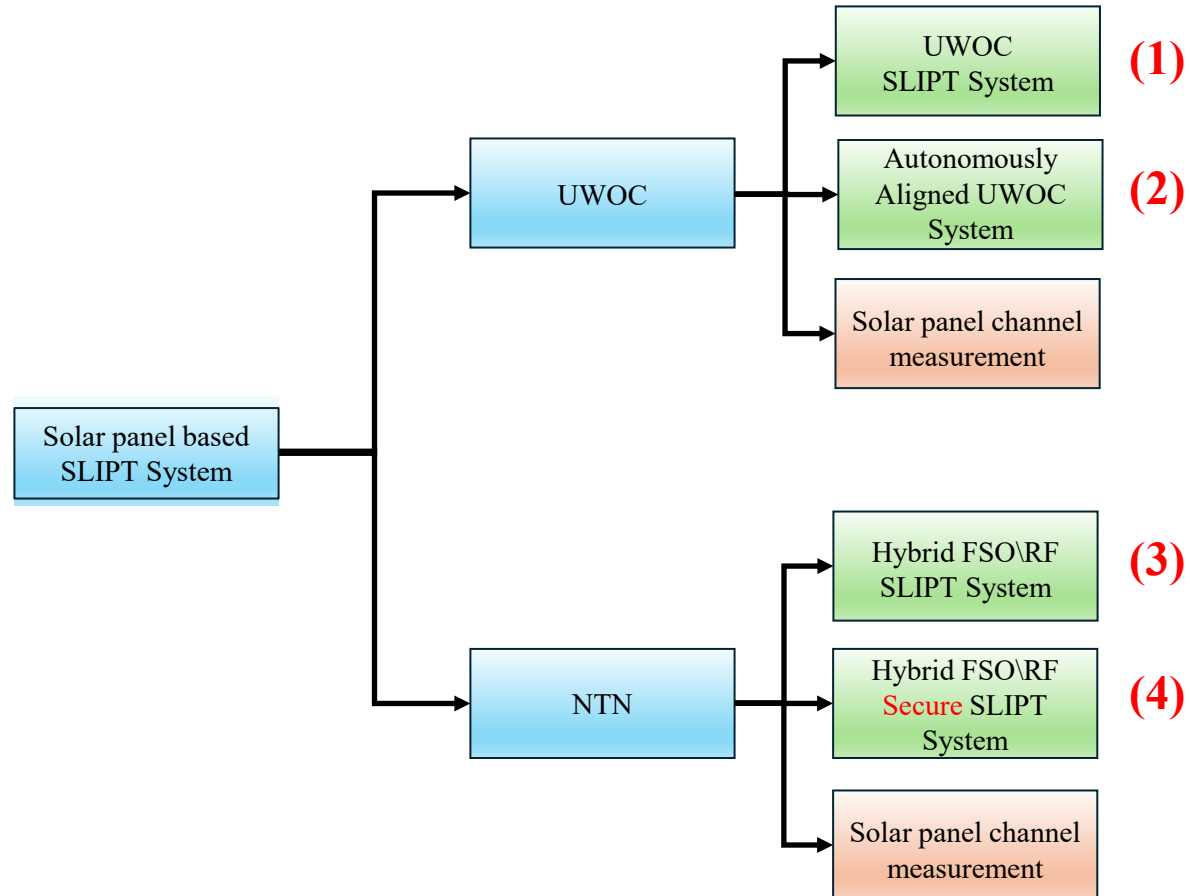 UWOC
SLIPT System
(1)
Autonomously
Aligned UWOC
System
(2)
UWOC
Solar panel channel
measurement
Solar panel based
SLIPT System
Hybrid FSO\RF
SLIPT System
(3)
Hybrid FSO\RF
Secure SLIPT
System
(4)
NTN
Solar panel channel
measurement